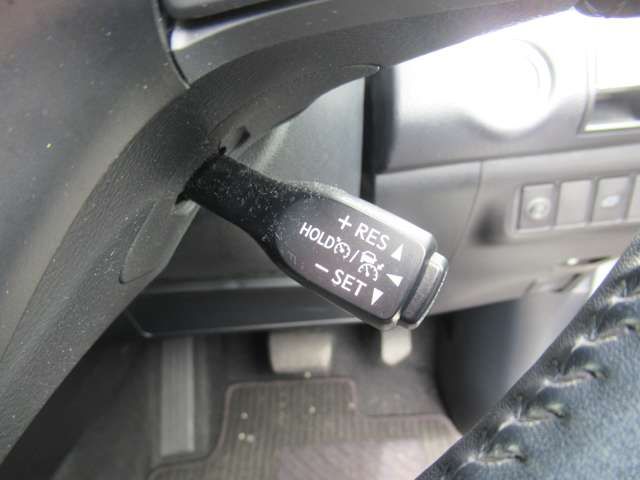 + RES ▲
HOLD / ◀
− SET ▼